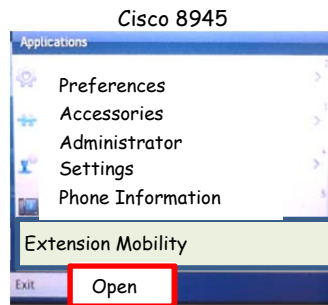 Cisco 8945
Applications
Preferences
Accessories
Administrator
Settings
Phone Information
Extension Mobility
Exit
Open